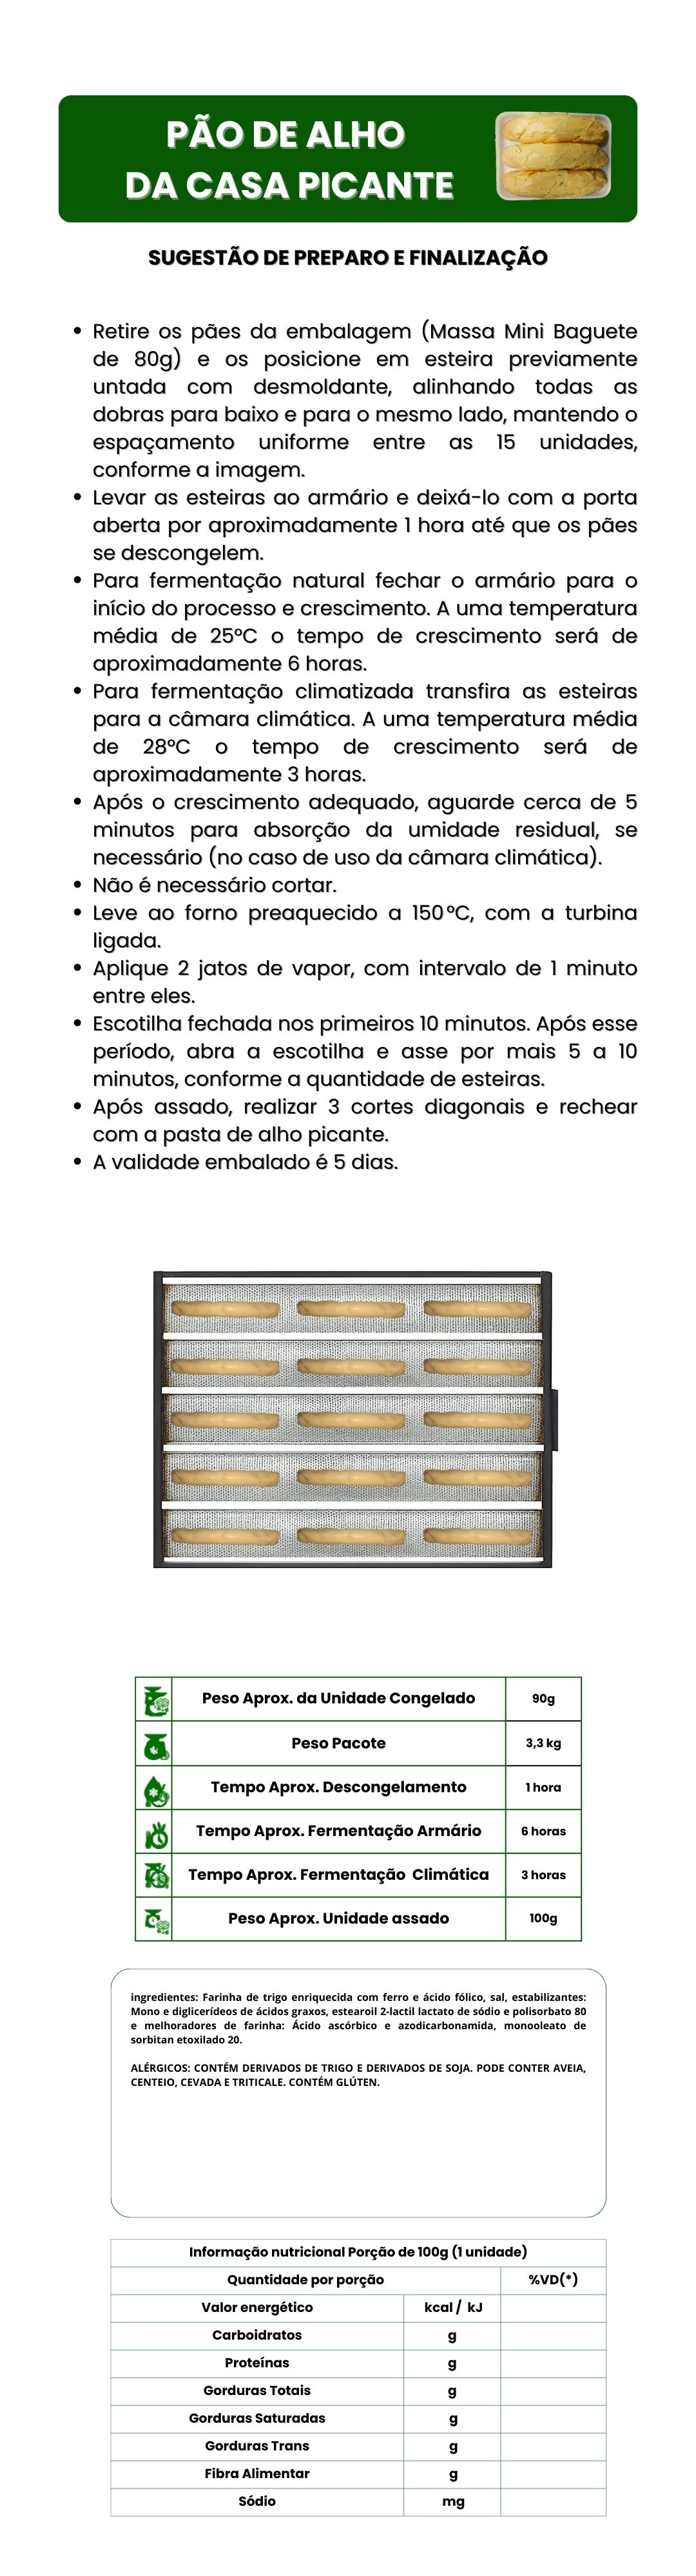 PÃO DE ALHO
DA CASA PICANTE
SUGESTÃO DE PREPARO E FINALIZAÇÃO
• Retire os pães da embalagem (Massa Mini Baguete
de 80g) e os posicione em esteira previamente
untada com desmoldante, alinhando todas as
dobras para baixo e para o mesmo lado, mantendo o
espaçamento uniforme entre as 15 unidades,
conforme a imagem.
• Levar as esteiras ao armário e deixá-lo com a porta
aberta por aproximadamente 1 hora até que os pães
se descongelem.
• Para fermentação natural fechar o armário para o
início do processo e crescimento. A uma temperatura
média de 25°C o tempo de crescimento será de
aproximadamente 6 horas.
• Para fermentação climatizada transfira as esteiras
para a câmara climática. A uma temperatura média
de 28°C o tempo de crescimento será de
aproximadamente 3 horas.
• Após o crescimento adequado, aguarde cerca de 5
minutos para absorção da umidade residual, se
necessário (no caso de uso da câmara climática).
• Não é necessário cortar.
• Leve ao forno preaquecido a 150°C, com a turbina
ligada.
• Aplique 2 jatos de vapor, com intervalo de 1 minuto
entre eles.
• Escotilha fechada nos primeiros 10 minutos. Após esse
período, abra a escotilha e asse por mais 5 a 10
minutos, conforme a quantidade de esteiras.
• Após assado, realizar 3 cortes diagonais e rechear
com a pasta de alho picante.
• A validade embalado é 5 dias.
Peso Aprox. da Unidade Congelado 90g
Peso Pacote 3,3 kg
Tempo Aprox. Descongelamento 1 hora
Tempo Aprox. Fermentação Armário 6 horas
Tempo Aprox. Fermentação Climática 3 horas
Peso Aprox. Unidade assado 100g
ingredientes: Farinha de trigo enriquecida com ferro e ácido fólico, sal, estabilizantes:
Mono e diglicerídeos de ácidos graxos, estearoil 2-lactil lactato de sódio e polisorbato 80
e melhoradores de farinha: Ácido ascórbico e azodicarbonamida, monooleato de
sorbitan etoxilado 20.
ALÉRGICOS: CONTÉM DERIVADOS DE TRIGO E DERIVADOS DE SOJA. PODE CONTER AVEIA,
CENTEIO, CEVADA E TRITICALE. CONTÉM GLÚTEN.
Informação nutricional Porção de 100g (1 unidade)
Quantidade por porção %VD(*)
Valor energético kcal / kJ
Carboidratos g
Proteínas g
Gorduras Totais g
Gorduras Saturadas g
Gorduras Trans g
Fibra Alimentar g
Sódio mg